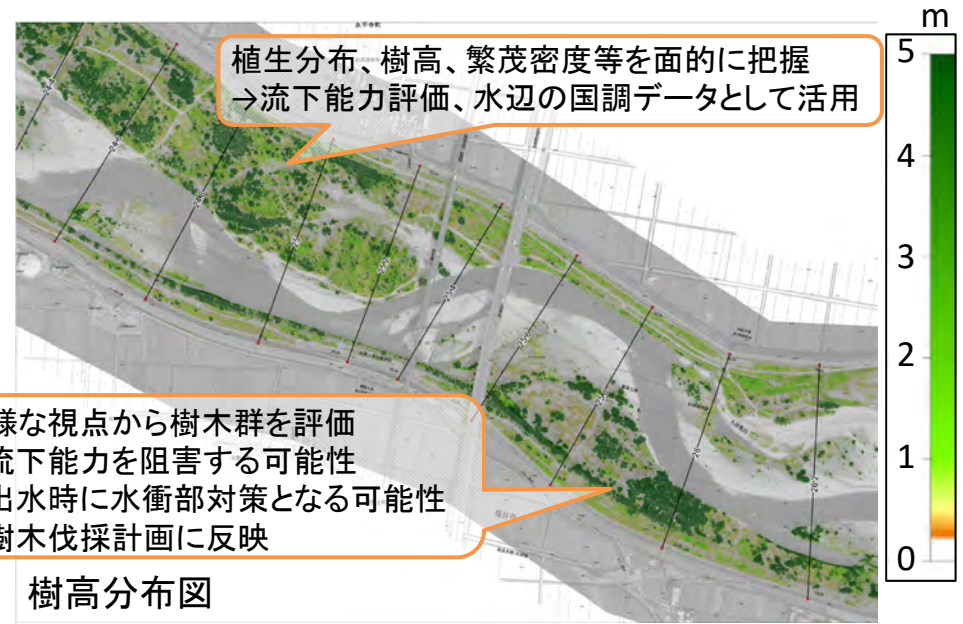 m
植生分布、樹高、繁茂密度等を面的に把握
→流下能力評価、水辺の国調データとして活用
5
4
3
2
1
0
様な視点から樹木群を評価
流下能力を阻害する可能性
出水時に水衝部対策となる可能性
樹木伐採計画に反映
樹高分布図